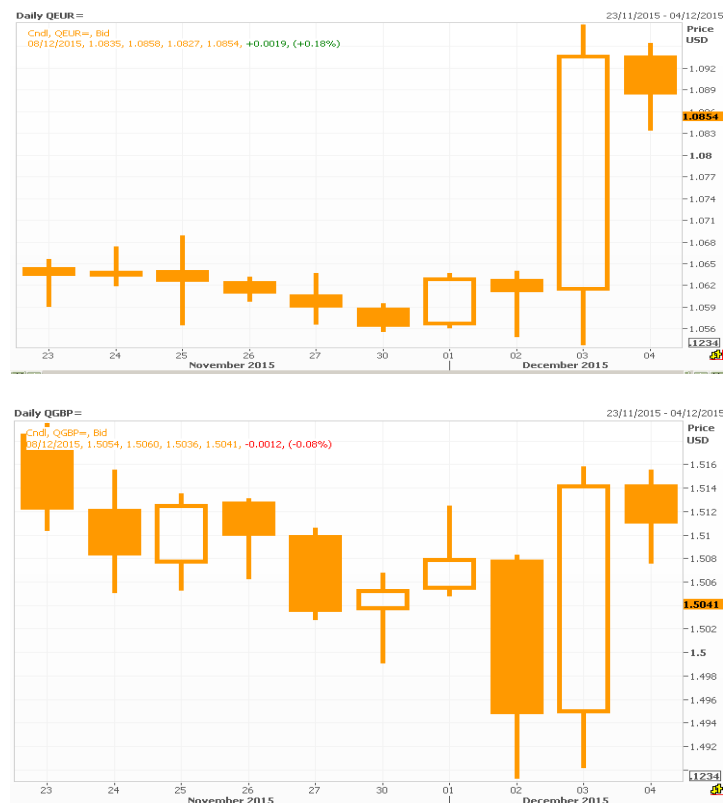 Daily QEUR= 23/11/2015 - 04/12/2015
Cndl, QEUR=, Bid
08/12/2015, 1.0835, 1.0858, 1.0827, 1.0854, +0.0019, (+0.18%)
Price
USD
1.092
1.089
1.0854
1.083
1.08
1.077
1.074
1.071
1.068
1.065
1.062
1.059
1.056
.1234
23 24 25 26 27 30 01 02 03 04
November 2015 | December 2015
Daily QGBP= 23/11/2015 - 04/12/2015
Cndl, QGBP=, Bid
08/12/2015, 1.5054, 1.5060, 1.5036, 1.5041, -0.0012, (-0.08%)
Price
USD
1.516
1.514
1.512
1.51
1.508
1.506
1.5041
1.502
1.5
1.498
1.496
1.494
1.492
.1234
23 24 25 26 27 30 01 02 03 04
November 2015 | December 2015